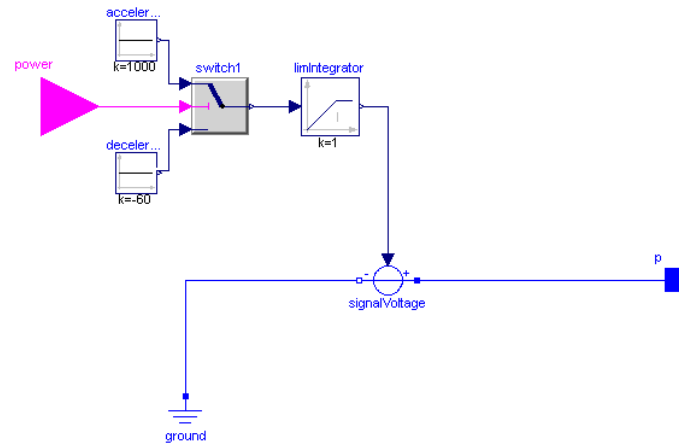 acceler...
k=1000
power
switch1
limIntegrator
I
k=1
deceler...
k=-60
p
- +
signalVoltage
ground